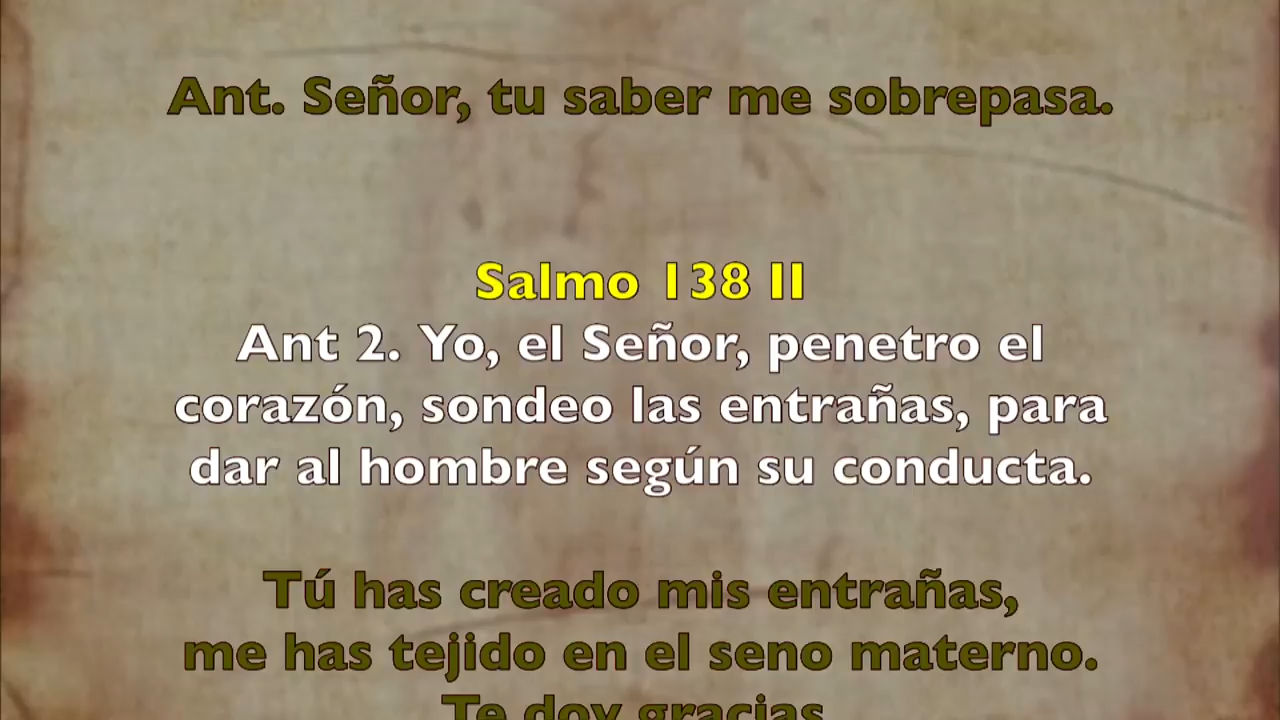 Ant. Señor, tu saber me sobrepasa.
Salmo 138 II
Ant 2. Yo, el Señor, penetro el
corazón, sondeo las entrañas, para
dar al hombre según su conducta.
Tú has creado mis entrañas,
me has tejido en el seno materno.
Te doy gracias